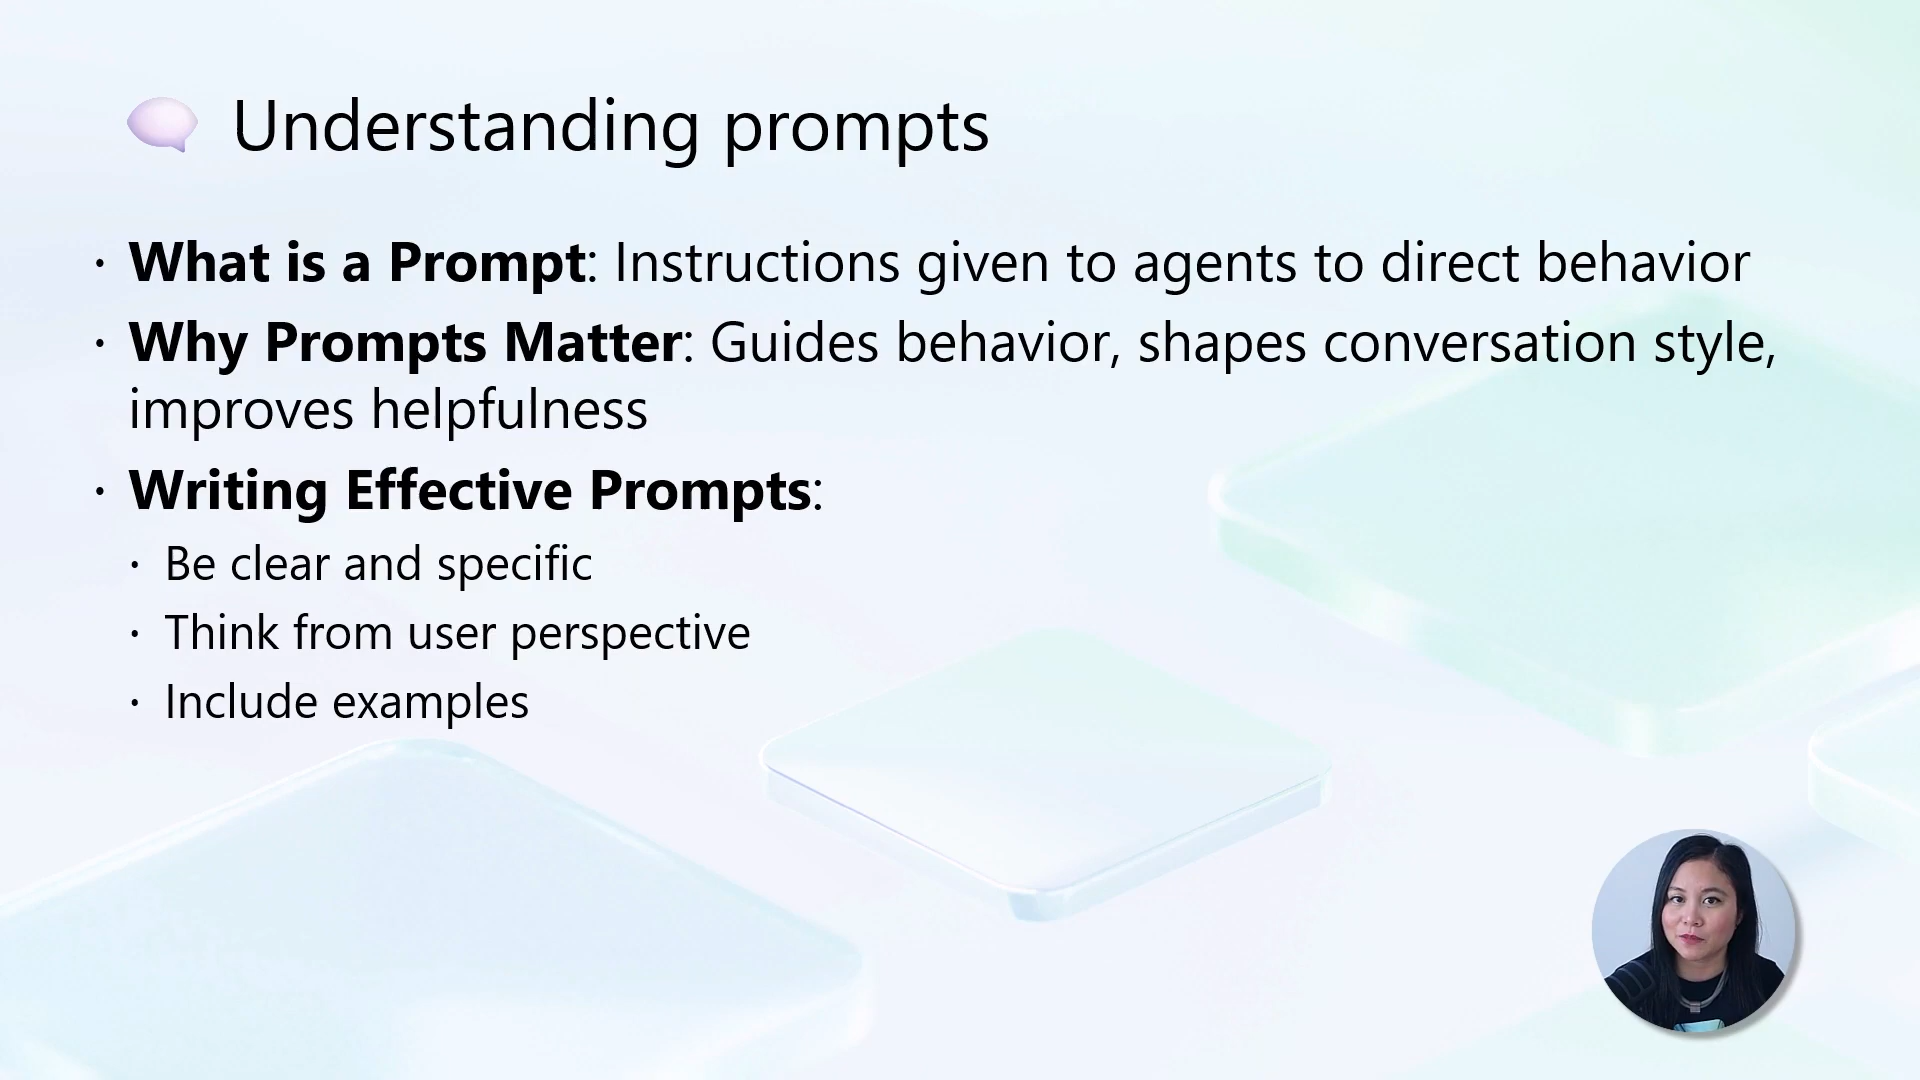 Understanding prompts
· What is a Prompt: Instructions given to agents to direct behavior
· Why Prompts Matter: Guides behavior, shapes conversation style,
improves helpfulness
· Writing Effective Prompts:
· Be clear and specific
· Think from user perspective
· Include examples